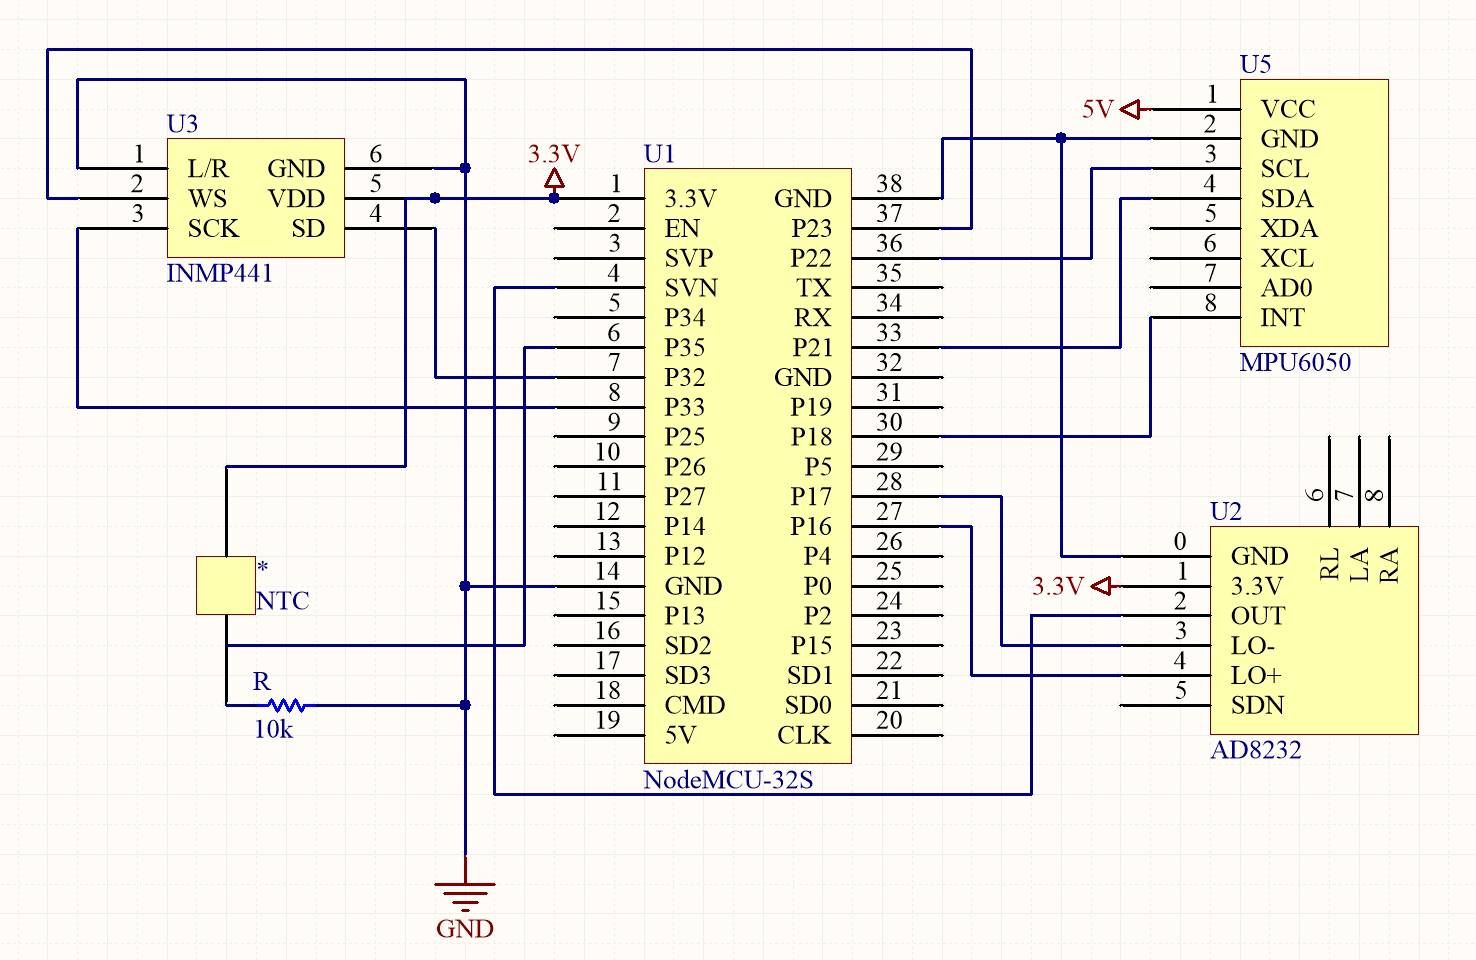 U5
1 VCC
5V
2 GND
3 SCL
4 SDA
5 XDA
6 XCL
7 AD0
8 INT
MPU6050
U3
1 L/R GND 6
2 WS VDD 5
3 SCK SD 4
INMP441
3.3V
U1
1 3.3V GND 38
2 EN P23 37
3 SVP P22 36
4 SVN TX 35
5 P34 RX 34
6 P35 P21 33
7 P32 GND 32
8 P33 P19 31
9 P25 P18 30
10 P26 P5 29
11 P27 P17 28
12 P14 P16 27
13 P12 P4 26
14 GND P0 25
15 P13 P2 24
16 SD2 P15 23
17 SD3 SD1 22
18 CMD SD0 21
19 5V CLK 20
NodeMCU-32S
6 7 8
RL LA RA
U2
0 GND
3.3V
1 3.3V
2 OUT
3 LO-
4 LO+
5 SDN
AD8232
*
NTC
R
10k
GND